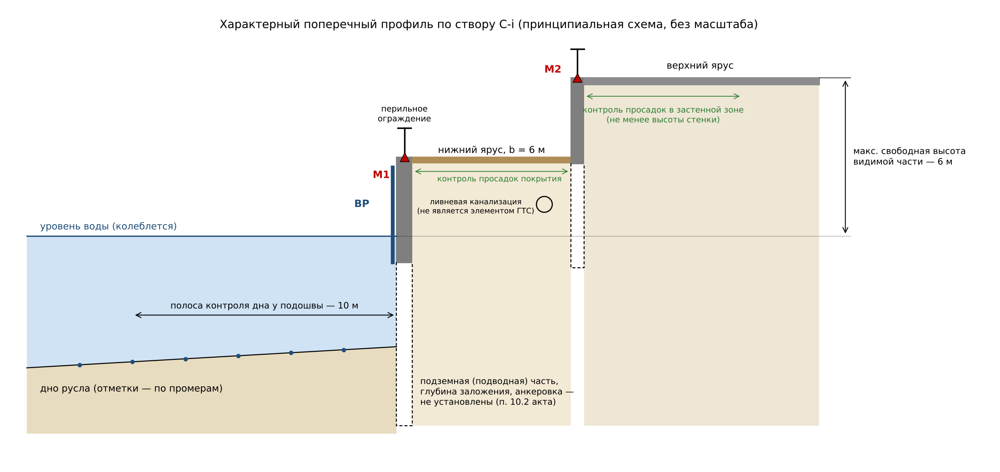 Характерный поперечный профиль по створу С-i (принципиальная схема, без масштаба)
М2
верхний ярус
контроль просадок в застенной зоне
(не менее высоты стенки)
перильное
ограждение
нижний ярус, b = 6 м
макс. свободная высота
видимой части — 6 м
М1
контроль просадок покрытия
ВР
ливневая канализация
(не является элементом ГТС)
уровень воды (колеблется)
полоса контроля дна у подошвы — 10 м
дно русла (отметки — по промерам)
подземная (подводная) часть,
глубина заложения, анкеровка —
не установлены (п. 10.2 акта)